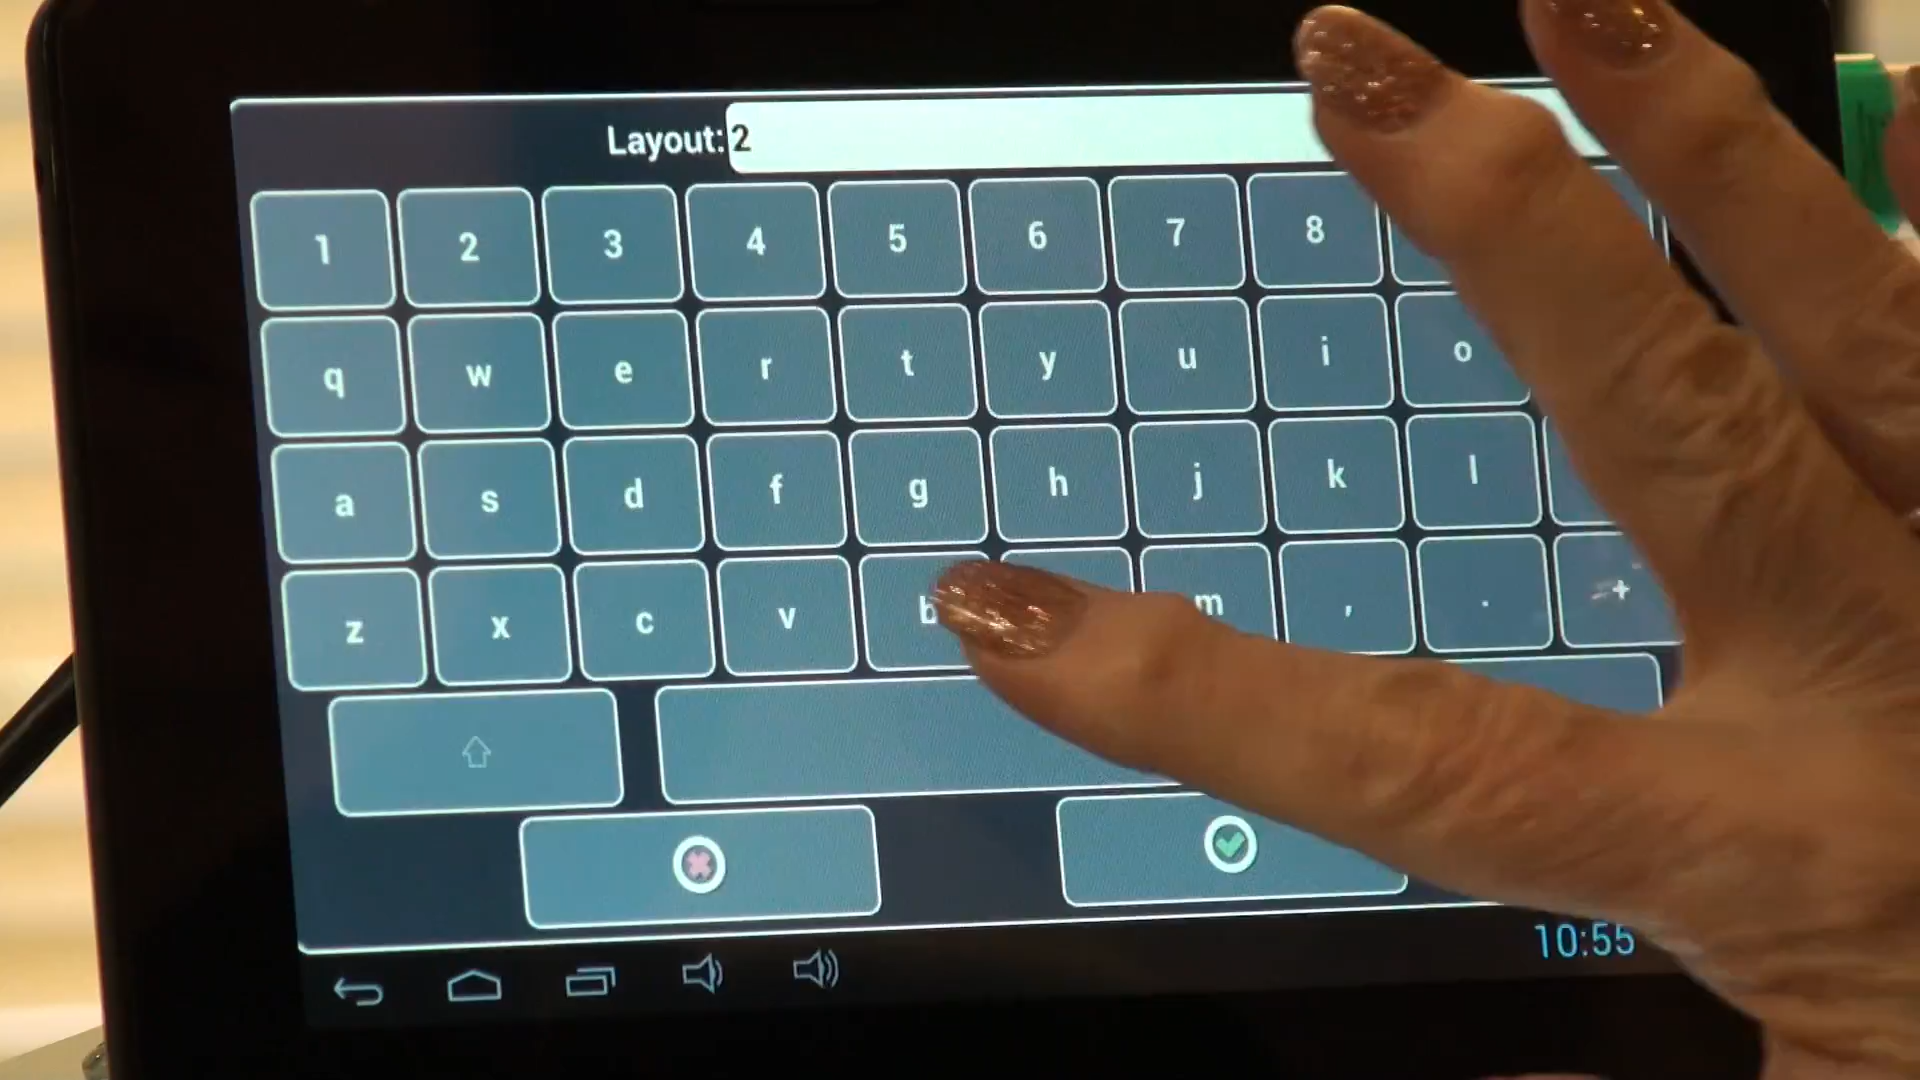 Layout: 2
1 2 3 4 5 6 7 8
q w e r t y u i o
a s d f g h j k l
z x c v b m , . +
10:55